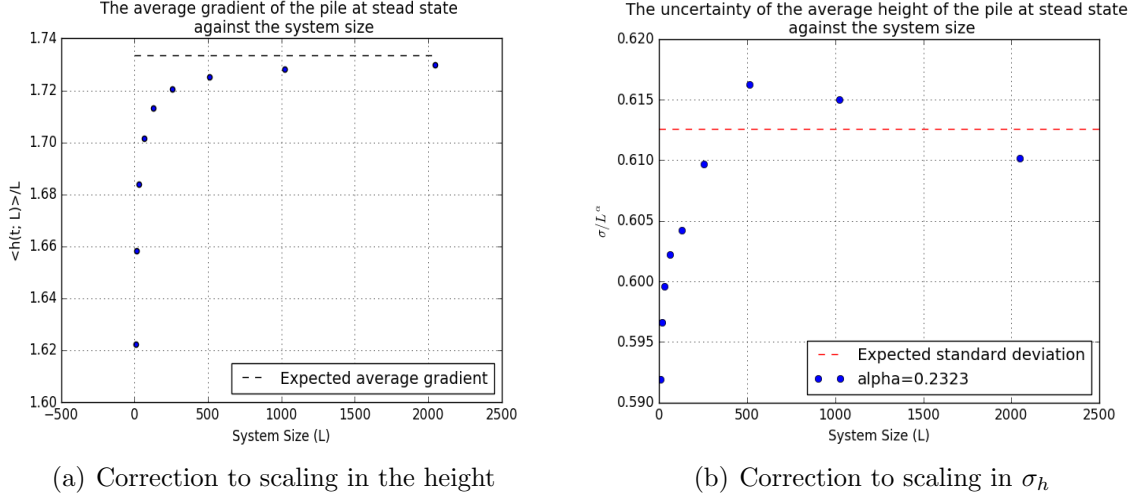 The average gradient of the pile at stead state
against the system size
1.74
1.72
1.70
1.68
1.66
1.64
1.62
1.60
<h(t; L)>/L
-- Expected average gradient
−500 0 500 1000 1500 2000 2500
System Size (L)
(a) Correction to scaling in the height
The uncertainty of the average height of the pile at stead state
against the system size
0.620
0.615
0.610
0.605
0.600
0.595
0.590
σ/L^α
Expected standard deviation
alpha=0.2323
0 500 1000 1500 2000 2500
System Size (L)
(b) Correction to scaling in σ_h